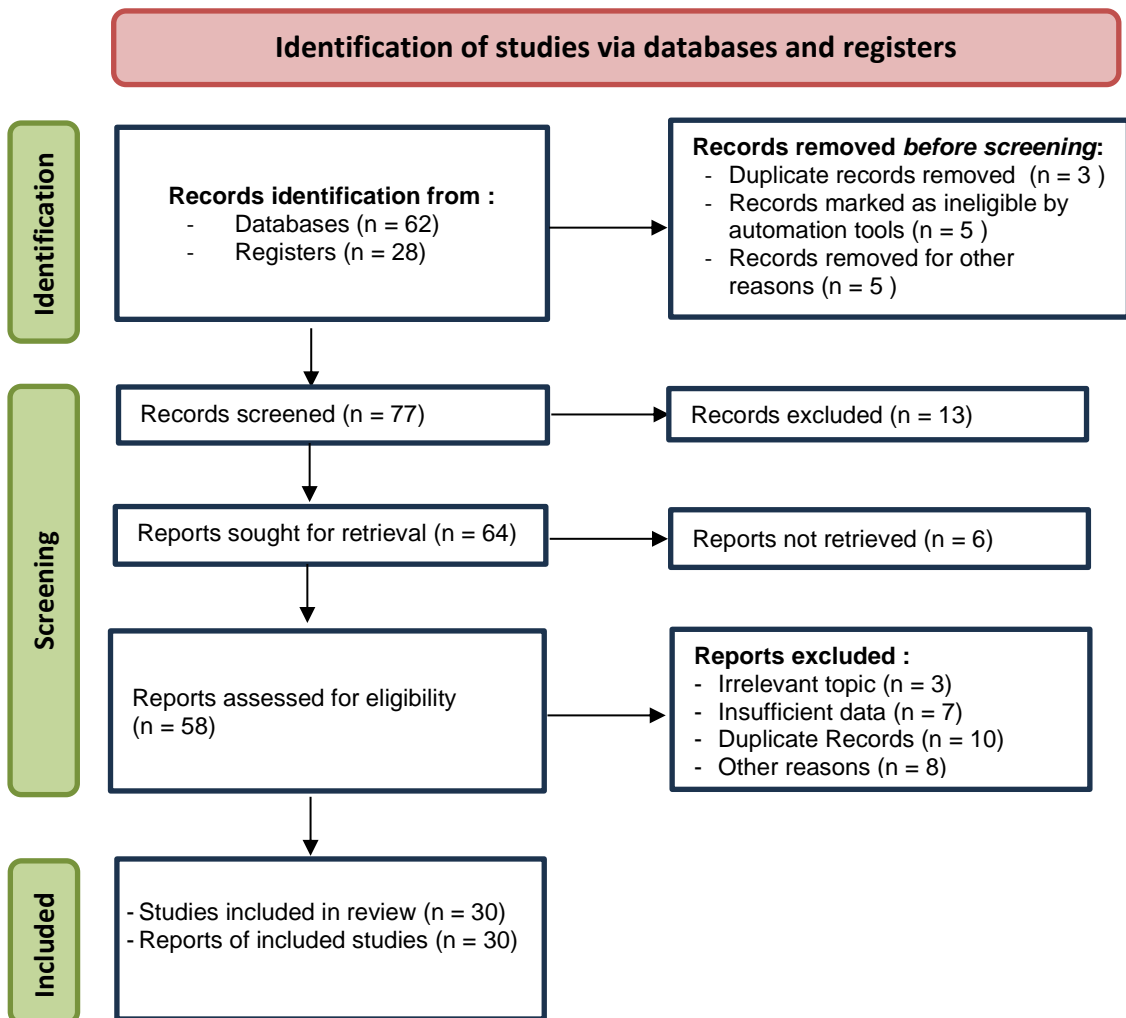 Identification of studies via databases and registers
Identification
Records identification from :
- Databases (n = 62)
- Registers (n = 28)
Records removed before screening:
- Duplicate records removed (n = 3 )
- Records marked as ineligible by
automation tools (n = 5 )
- Records removed for other
reasons (n = 5 )
Screening
Records screened (n = 77)
Records excluded (n = 13)
Reports sought for retrieval (n = 64)
Reports not retrieved (n = 6)
Reports assessed for eligibility
(n = 58)
Reports excluded :
- Irrelevant topic (n = 3)
- Insufficient data (n = 7)
- Duplicate Records (n = 10)
- Other reasons (n = 8)
Included
- Studies included in review (n = 30)
- Reports of included studies (n = 30)